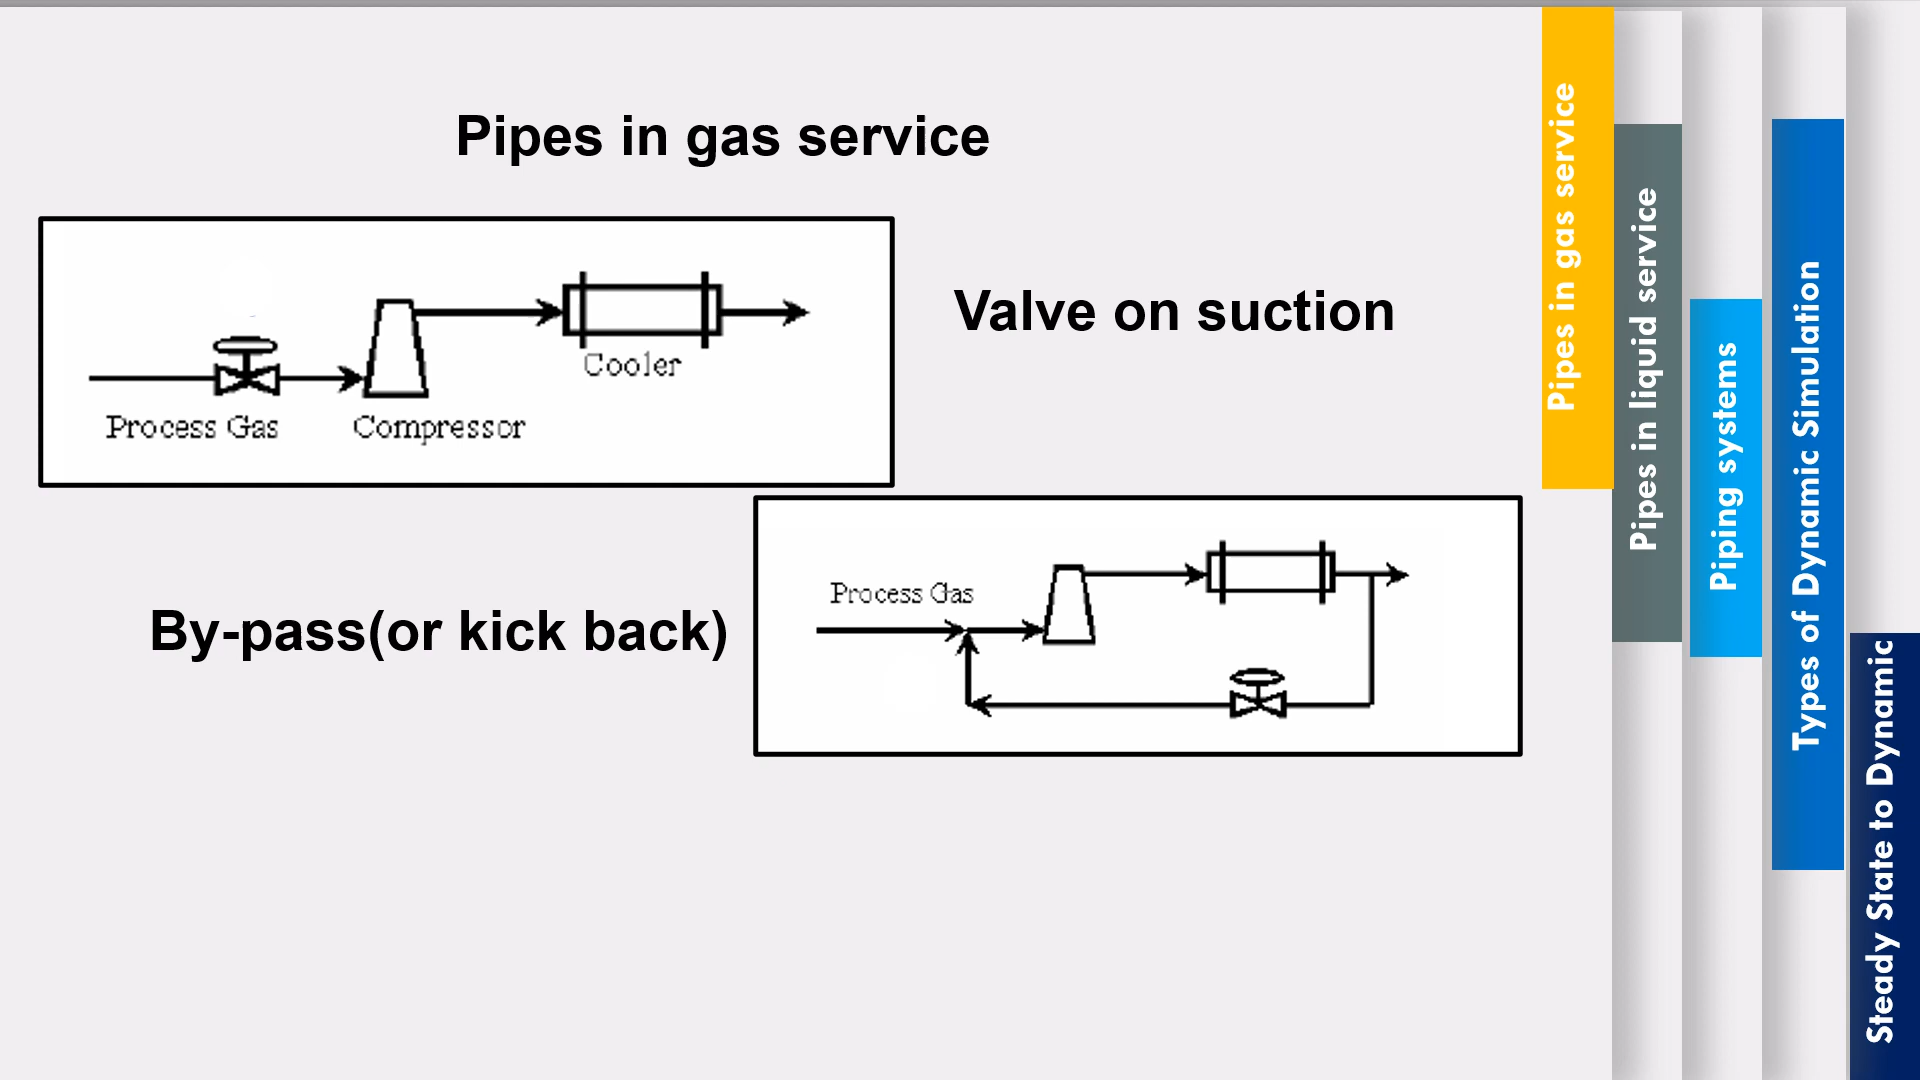 Pipes in gas service
Cooler
Process Gas
Compressor
Valve on suction
By-pass(or kick back)
Process Gas
Pipes in gas service
Pipes in liquid service
Piping systems
Types of Dynamic Simulation
Steady State to Dynamic